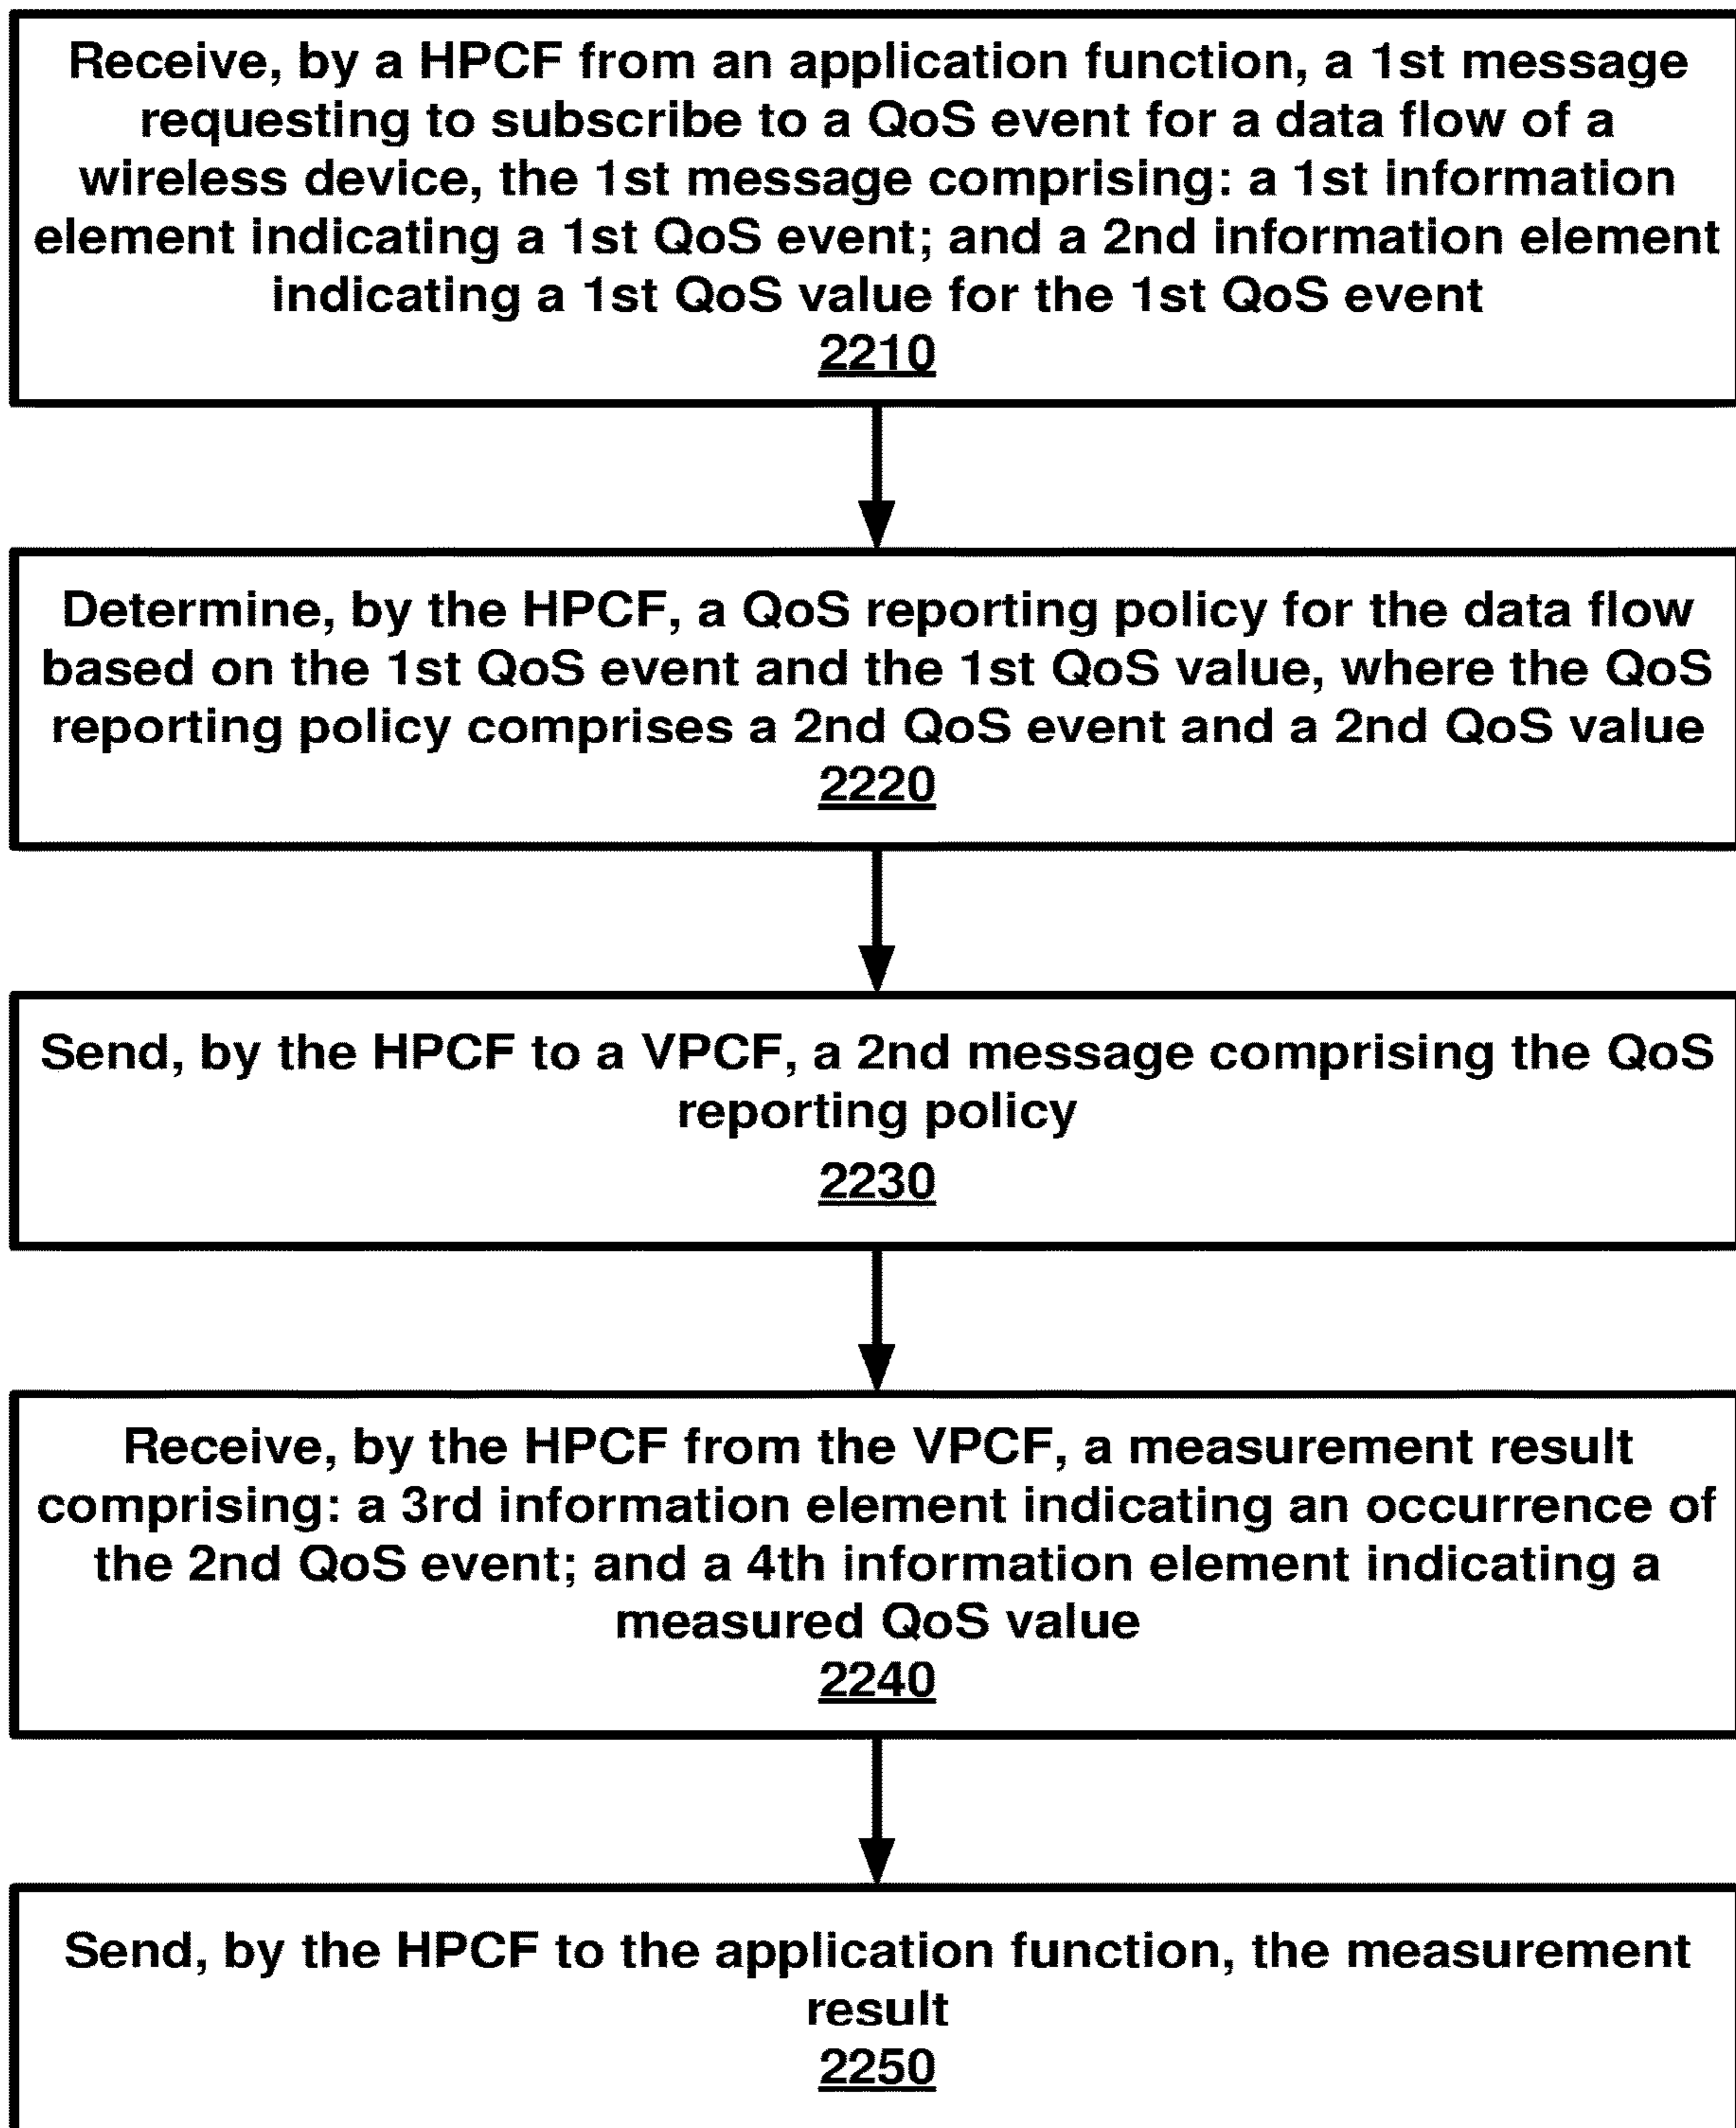 Receive, by a HPCF from an application function, a 1st message
requesting to subscribe to a QoS event for a data flow of a
wireless device, the 1st message comprising: a 1st information
element indicating a 1st QoS event; and a 2nd information element
indicating a 1st QoS value for the 1st QoS event
2210
Determine, by the HPCF, a QoS reporting policy for the data flow
based on the 1st QoS event and the 1st QoS value, where the QoS
reporting policy comprises a 2nd QoS event and a 2nd QoS value
2220
Send, by the HPCF to a VPCF, a 2nd message comprising the QoS
reporting policy
2230
Receive, by the HPCF from the VPCF, a measurement result
comprising: a 3rd information element indicating an occurrence of
the 2nd QoS event; and a 4th information element indicating a
measured QoS value
2240
Send, by the HPCF to the application function, the measurement
result
2250